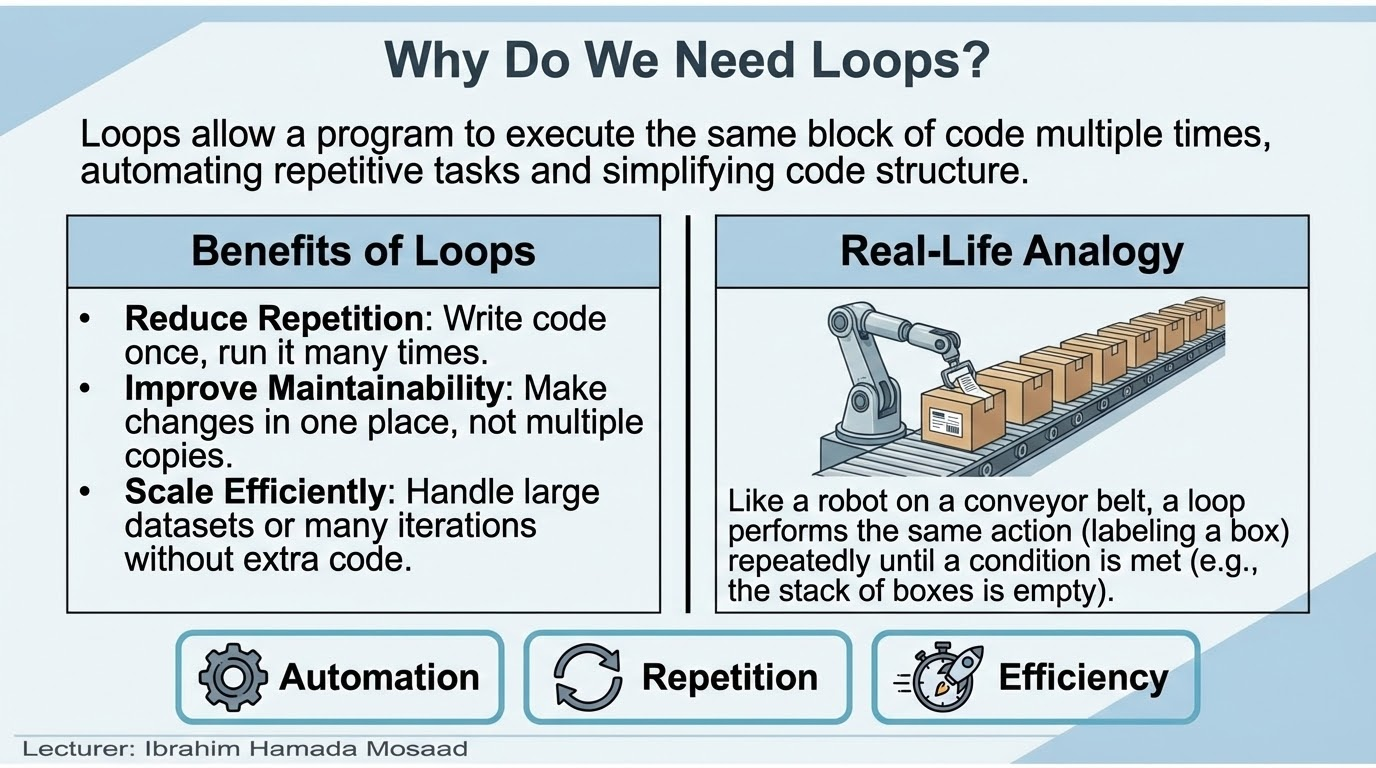 Why Do We Need Loops?
Loops allow a program to execute the same block of code multiple times,
automating repetitive tasks and simplifying code structure.
Benefits of Loops
• Reduce Repetition: Write code
once, run it many times.
• Improve Maintainability: Make
changes in one place, not multiple
copies.
• Scale Efficiently: Handle large
datasets or many iterations
without extra code.
Real-Life Analogy
Like a robot on a conveyor belt, a loop
performs the same action (labeling a box)
repeatedly until a condition is met (e.g.,
the stack of boxes is empty).
Automation
Repetition
Efficiency
Lecturer: Ibrahim Hamada Mosaad